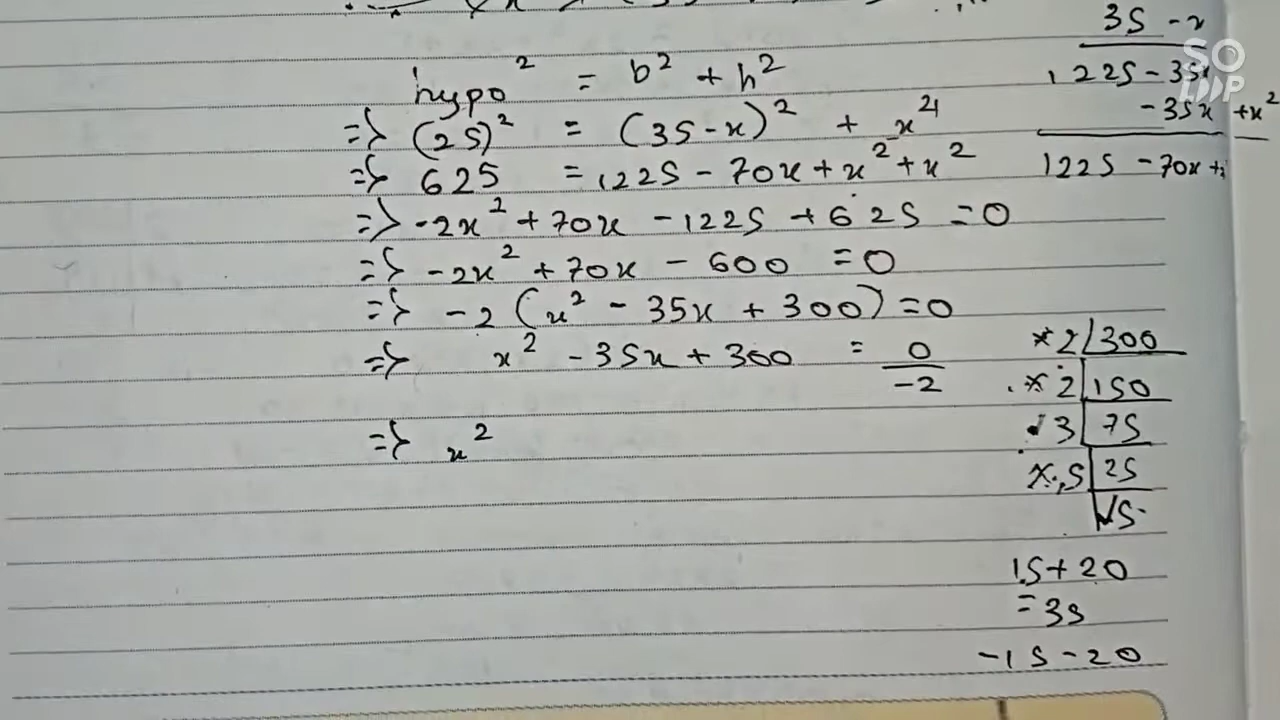 hypo² = b² + h²
=> (25)² = (35-x)² + x²
=> 625 = 1225 - 70x + x² + x²
=> -2x² + 70x - 1225 + 625 = 0
=> -2x² + 70x - 600 = 0
=> -2 (x² - 35x + 300) = 0
=> x² - 35x + 300 = 0/-2
=> x²
35 - x
1225 - 35x
- 35x + x²
1225 - 70x +
2 | 300
2 | 150
3 | 75
5 | 25
5
15 + 20
= 35
-15 - 20
SO
LOOP